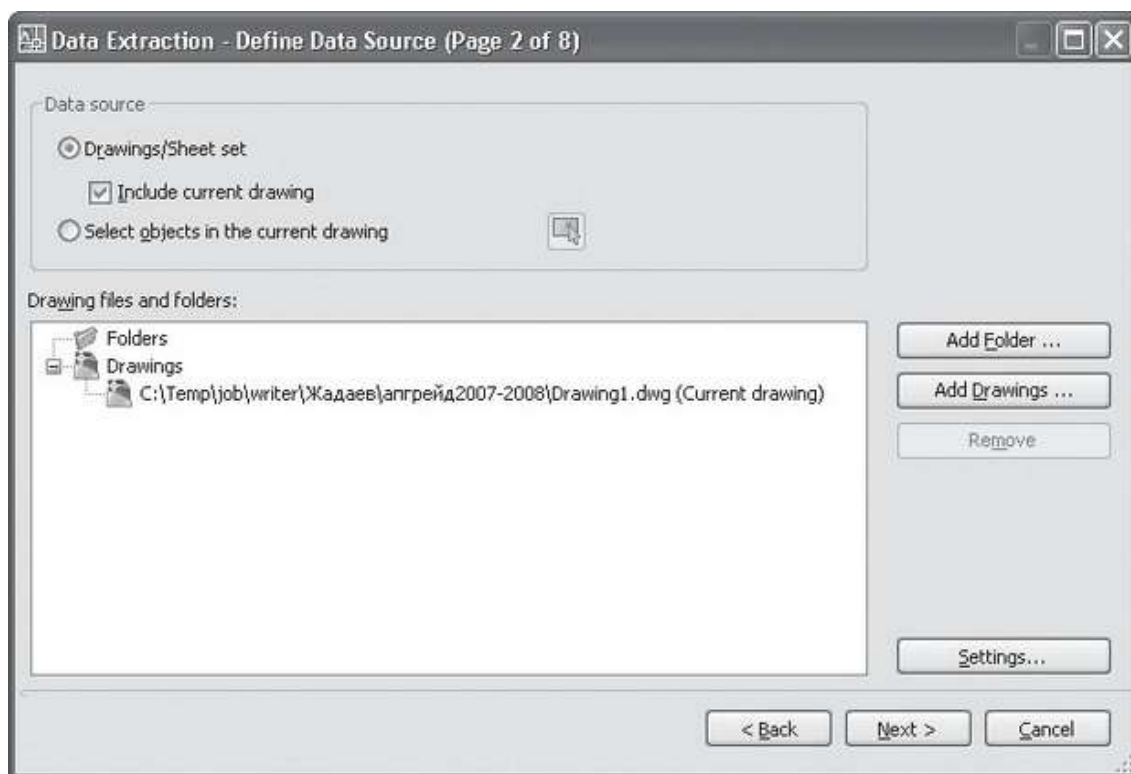 Data Extraction - Define Data Source (Page 2 of 8)
Data source
Drawings/Sheet set
Include current drawing
Select objects in the current drawing
Drawing files and folders:
Folders
Drawings
C:\Temp\job\writer\Жадаев\апгрейд2007-2008\Drawing1.dwg (Current drawing)
Add Folder ...
Add Drawings ...
Remove
Settings...
< Back
Next >
Cancel